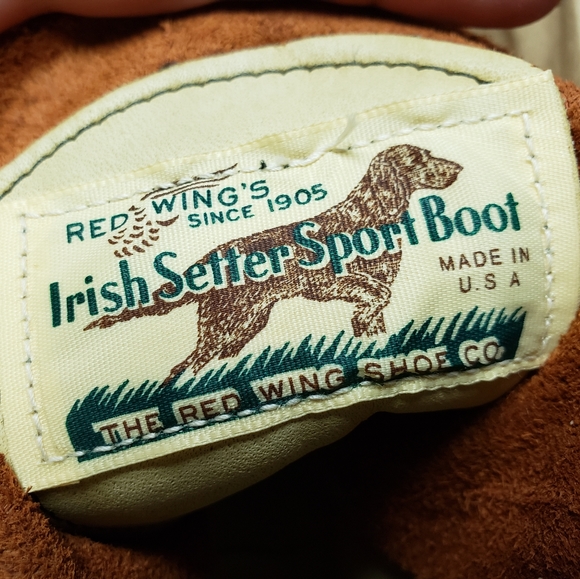 RED WING'S
SINCE 1905
Irish Setter Sport Boot
MADE IN
U.S A
THE RED WING SHOE CO.